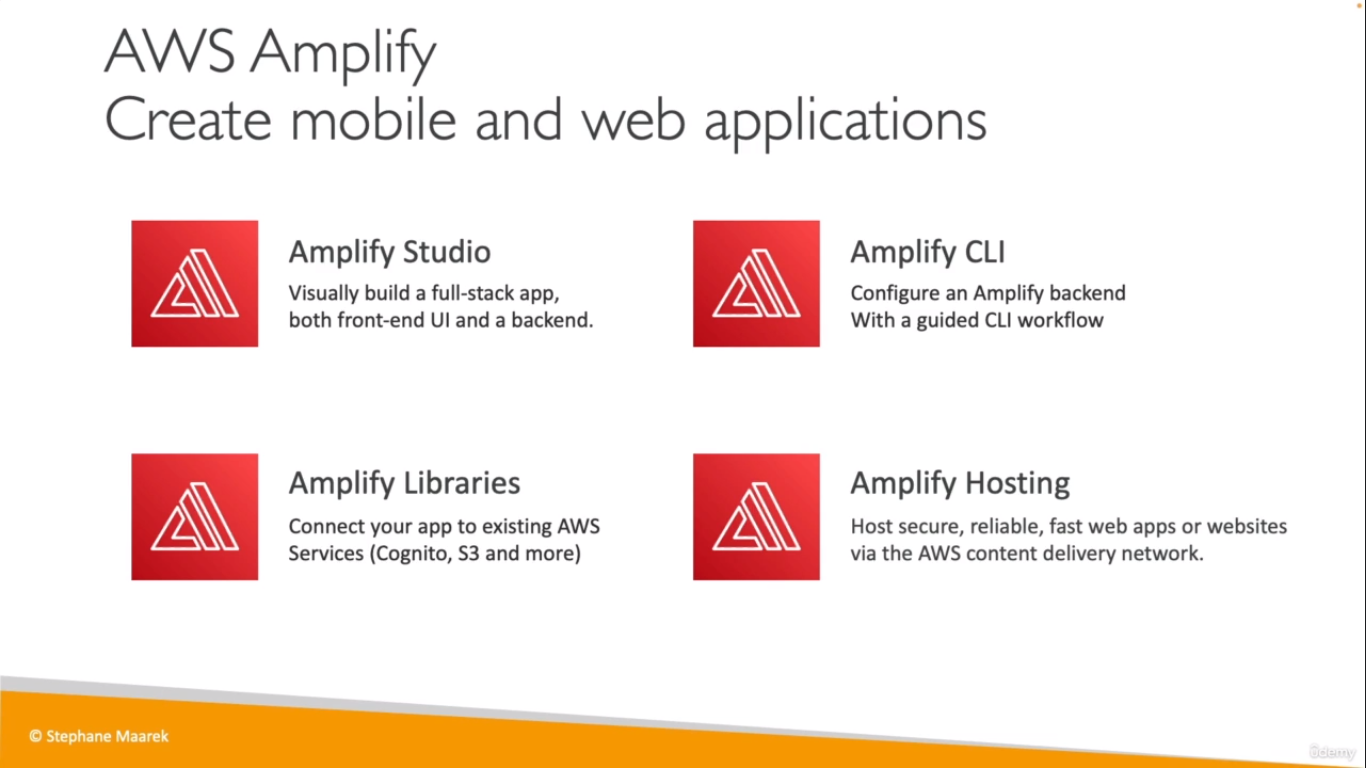 AWS Amplify
Create mobile and web applications
Amplify Studio
Visually build a full-stack app,
both front-end UI and a backend.
Amplify CLI
Configure an Amplify backend
With a guided CLI workflow
Amplify Libraries
Connect your app to existing AWS
Services (Cognito, S3 and more)
Amplify Hosting
Host secure, reliable, fast web apps or websites
via the AWS content delivery network.
© Stephane Maarek
ûdemy